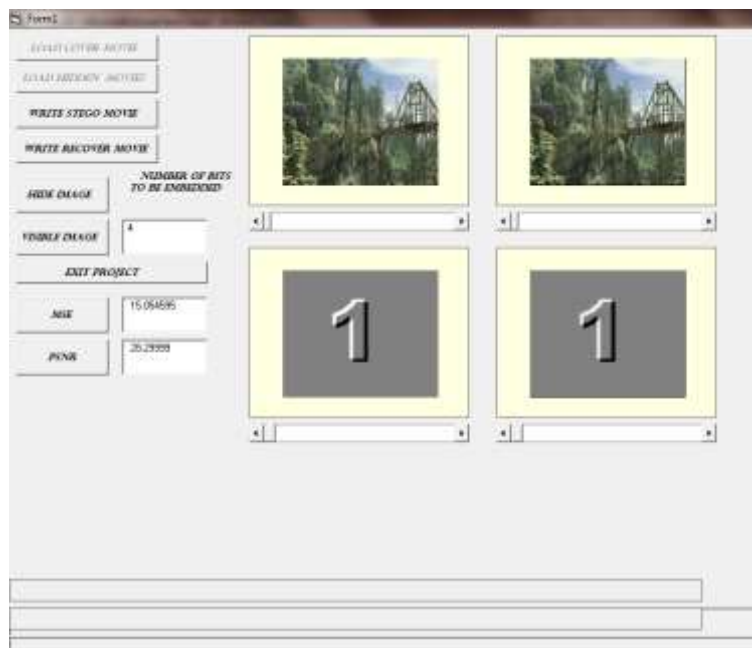 Form1
LOAD COVER MOVIE
LOAD HIDDEN MOVIE
WRITE STEGO MOVIE
WRITE RECOVER MOVIE
HIDE IMAGE
NUMBER OF BITS
TO BE EMBEDDED
VISIBLE IMAGE
4
EXIT PROJECT
MSE
15.054595
PSNR
1
1